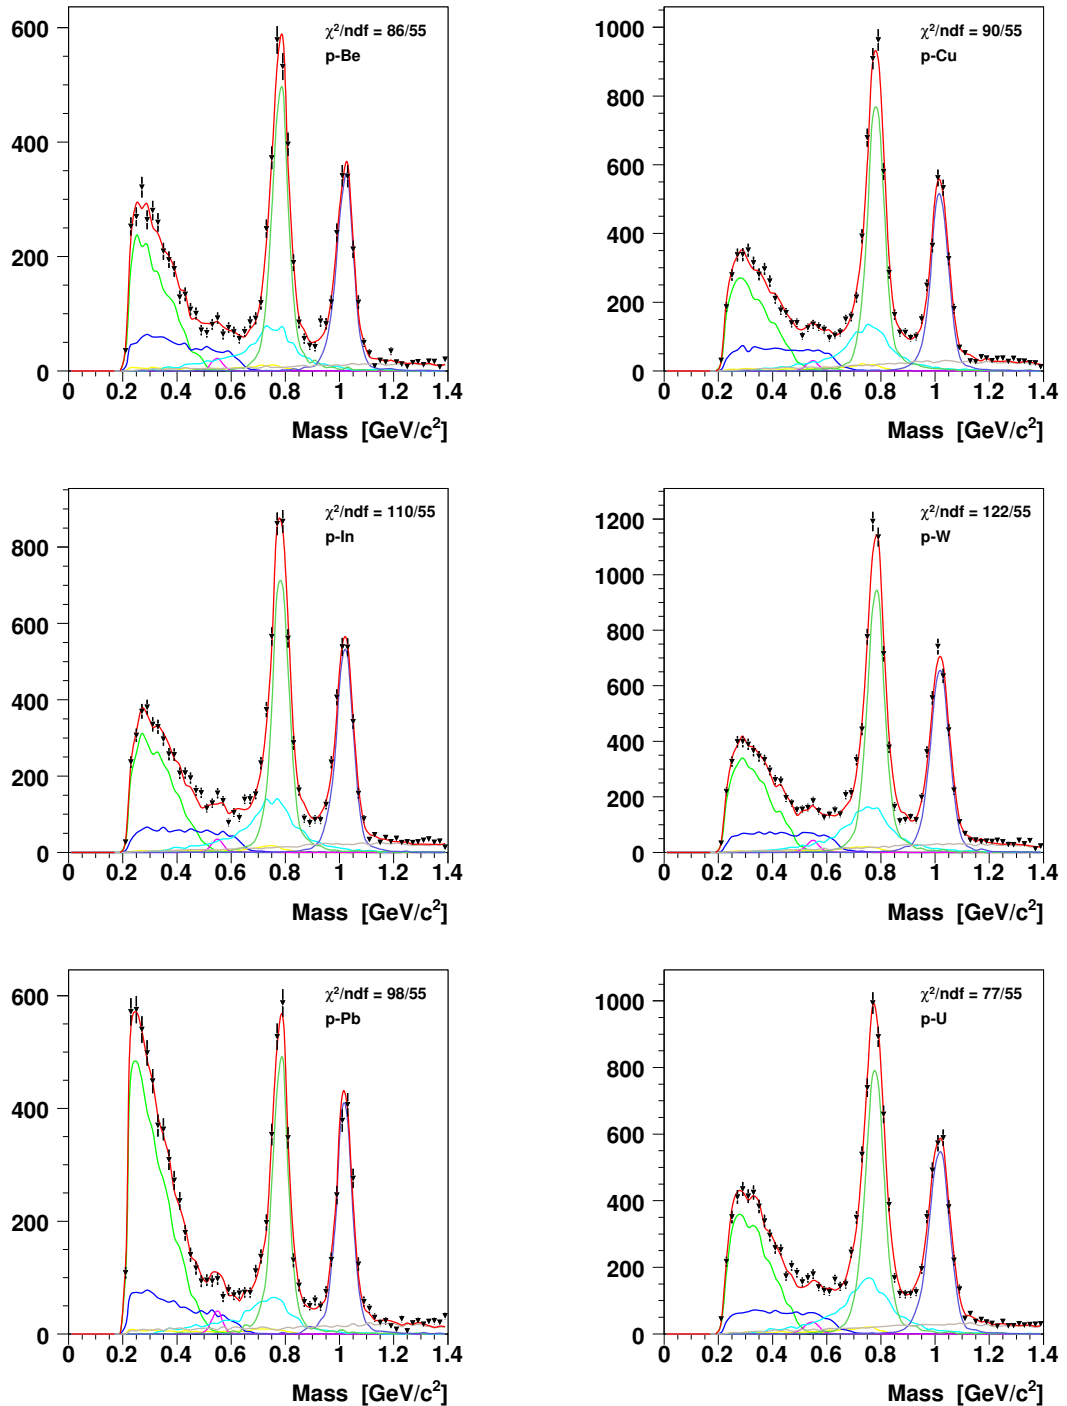 600
400
200
0
χ²/ndf = 86/55
p-Be
0 0.2 0.4 0.6 0.8 1 1.2 1.4
Mass [GeV/c²]
1000
800
600
400
200
0
χ²/ndf = 90/55
p-Cu
0 0.2 0.4 0.6 0.8 1 1.2 1.4
Mass [GeV/c²]
800
600
400
200
0
χ²/ndf = 110/55
p-In
0 0.2 0.4 0.6 0.8 1 1.2 1.4
Mass [GeV/c²]
1200
1000
800
600
400
200
0
χ²/ndf = 122/55
p-W
0 0.2 0.4 0.6 0.8 1 1.2 1.4
Mass [GeV/c²]
600
400
200
0
χ²/ndf = 98/55
p-Pb
0 0.2 0.4 0.6 0.8 1 1.2 1.4
Mass [GeV/c²]
1000
800
600
400
200
0
χ²/ndf = 77/55
p-U
0 0.2 0.4 0.6 0.8 1 1.2 1.4
Mass [GeV/c²]